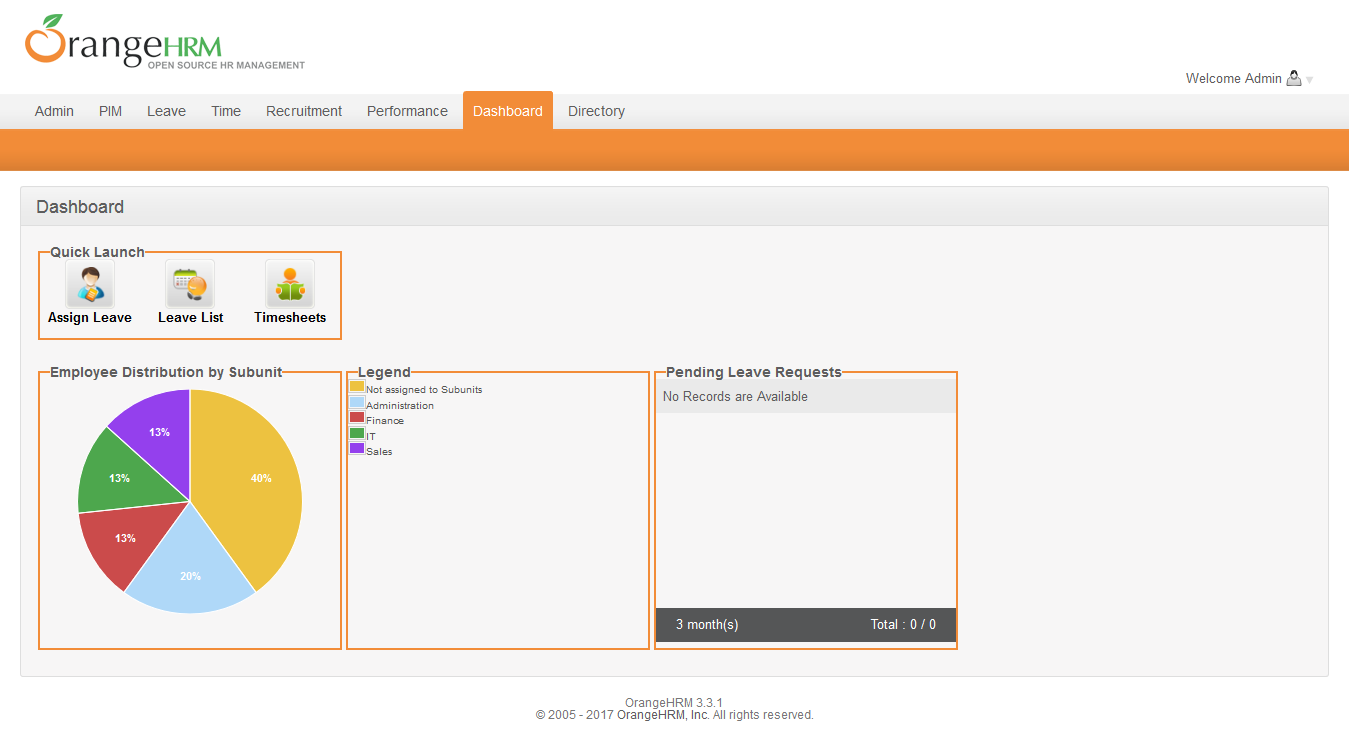 OrangeHRM
OPEN SOURCE HR MANAGEMENT
Welcome Admin
Admin PIM Leave Time Recruitment Performance Dashboard Directory
Dashboard
Quick Launch
Assign Leave Leave List Timesheets
Employee Distribution by Subunit
13%
40%
13%
13%
20%
Legend
Not assigned to Subunits
Administration
Finance
IT
Sales
Pending Leave Requests
No Records are Available
3 month(s) Total : 0 / 0
OrangeHRM 3.3.1
© 2005 - 2017 OrangeHRM, Inc. All rights reserved.